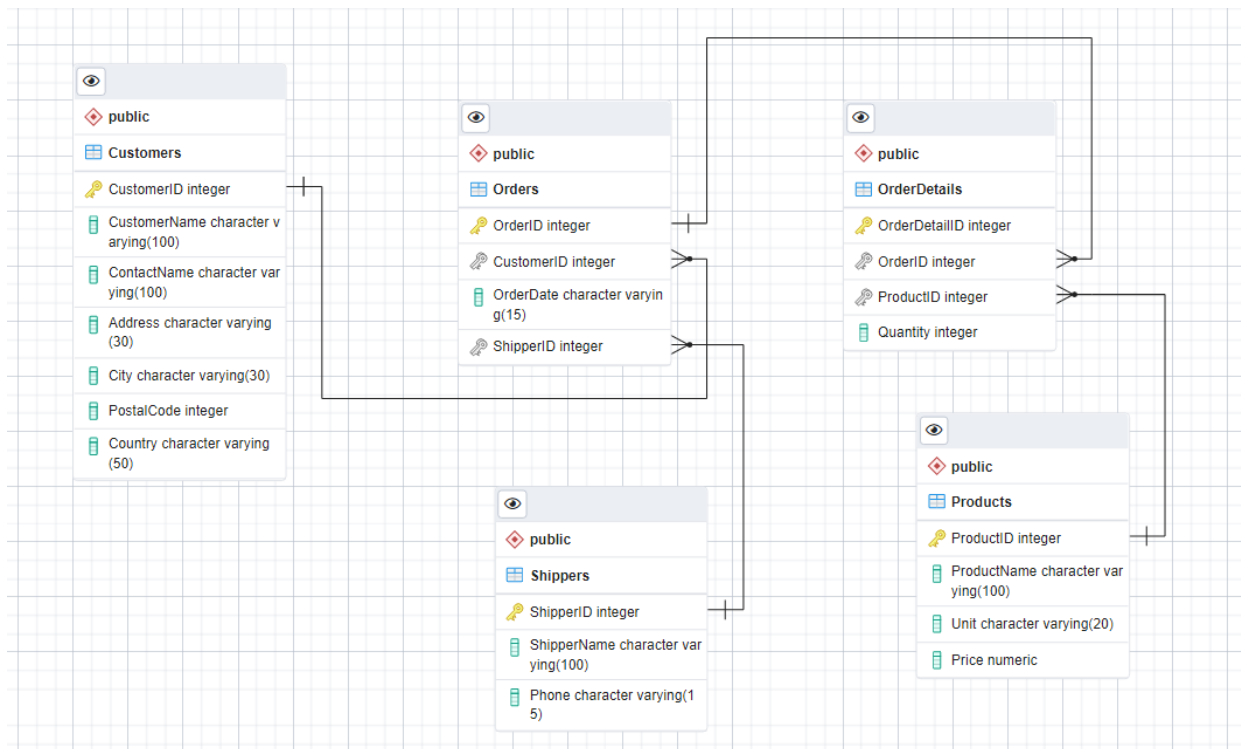 public
Customers
CustomerID integer
CustomerName character v
arying(100)
ContactName character var
ying(100)
Address character varying
(30)
City character varying(30)
PostalCode integer
Country character varying
(50)
public
Orders
OrderID integer
CustomerID integer
OrderDate character varyin
g(15)
ShipperID integer
public
OrderDetails
OrderDetailID integer
OrderID integer
ProductID integer
Quantity integer
public
Shippers
ShipperID integer
ShipperName character var
ying(100)
Phone character varying(1
5)
public
Products
ProductID integer
ProductName character var
ying(100)
Unit character varying(20)
Price numeric